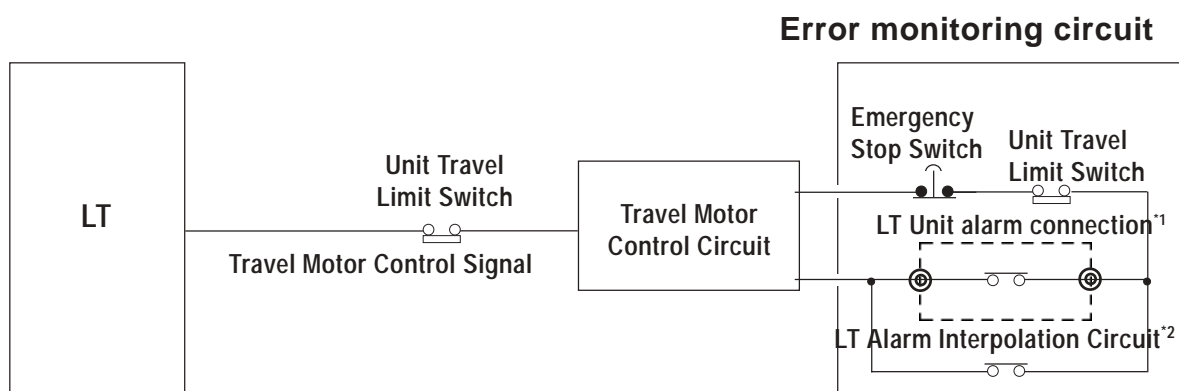 Error monitoring circuit
Emergency
Stop Switch
Unit Travel
Limit Switch
Unit Travel
Limit Switch
LT
Travel Motor
Control Circuit
LT Unit alarm connection*1
Travel Motor Control Signal
LT Alarm Interpolation Circuit*2